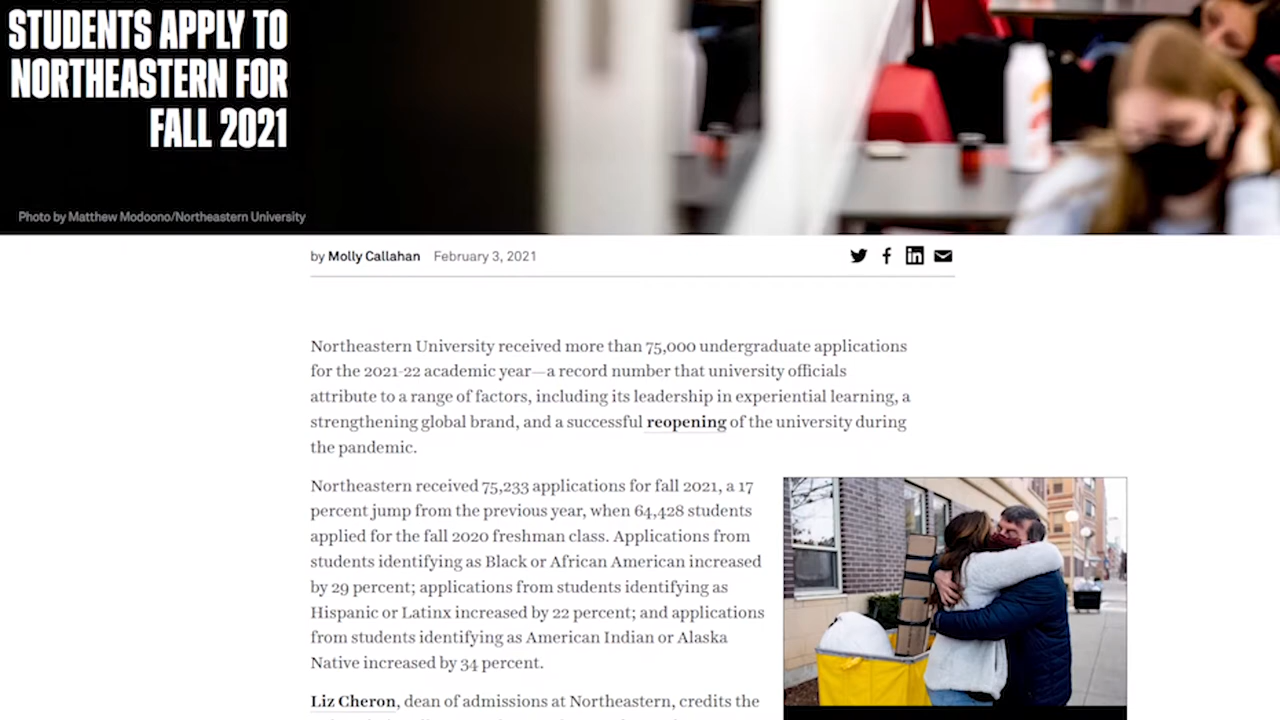 STUDENTS APPLY TO
NORTHEASTERN FOR
FALL 2021
Photo by Matthew Modoono/Northeastern University
by Molly Callahan February 3, 2021
Northeastern University received more than 75,000 undergraduate applications
for the 2021-22 academic year—a record number that university officials
attribute to a range of factors, including its leadership in experiential learning, a
strengthening global brand, and a successful reopening of the university during
the pandemic.
Northeastern received 75,233 applications for fall 2021, a 17
percent jump from the previous year, when 64,428 students
applied for the fall 2020 freshman class. Applications from
students identifying as Black or African American increased
by 29 percent; applications from students identifying as
Hispanic or Latinx increased by 22 percent; and applications
from students identifying as American Indian or Alaska
Native increased by 34 percent.
Liz Cheron, dean of admissions at Northeastern, credits the